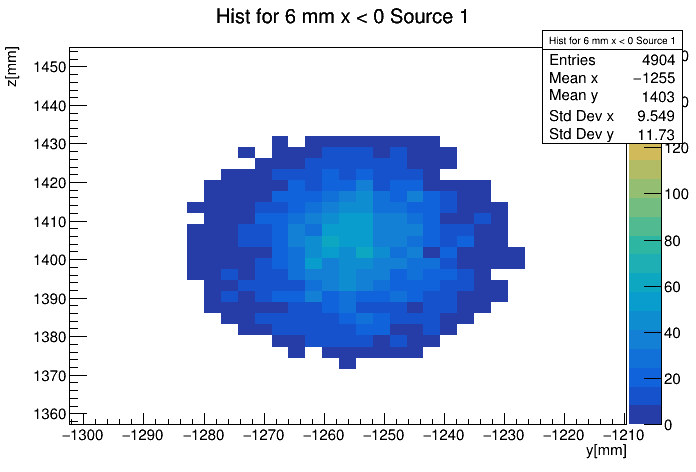 Hist for 6 mm x < 0 Source 1
z[mm]
Hist for 6 mm x < 0 Source 1
Entries 4904
Mean x −1255
Mean y 1403
Std Dev x 9.549
Std Dev y 11.73
1450
1440
1430
1420
1410
1400
1390
1380
1370
1360
120
100
80
60
40
20
0
−1300 −1290 −1280 −1270 −1260 −1250 −1240 −1230 −1220 −1210
y[mm]